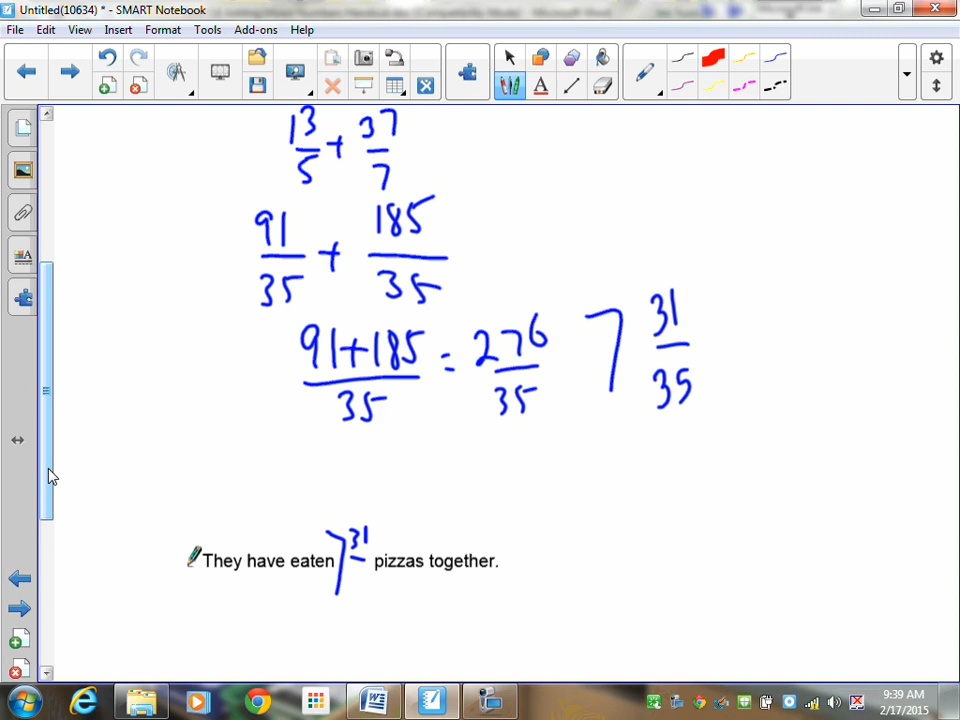 Untitled(10634) * - SMART Notebook
File Edit View Insert Format Tools Add-ons Help
13/5 + 37/7
91/35 + 185/35
91+185/35 = 276/35 7 31/35
They have eaten 7 31/ pizzas together.
9:39 AM
2/17/2015